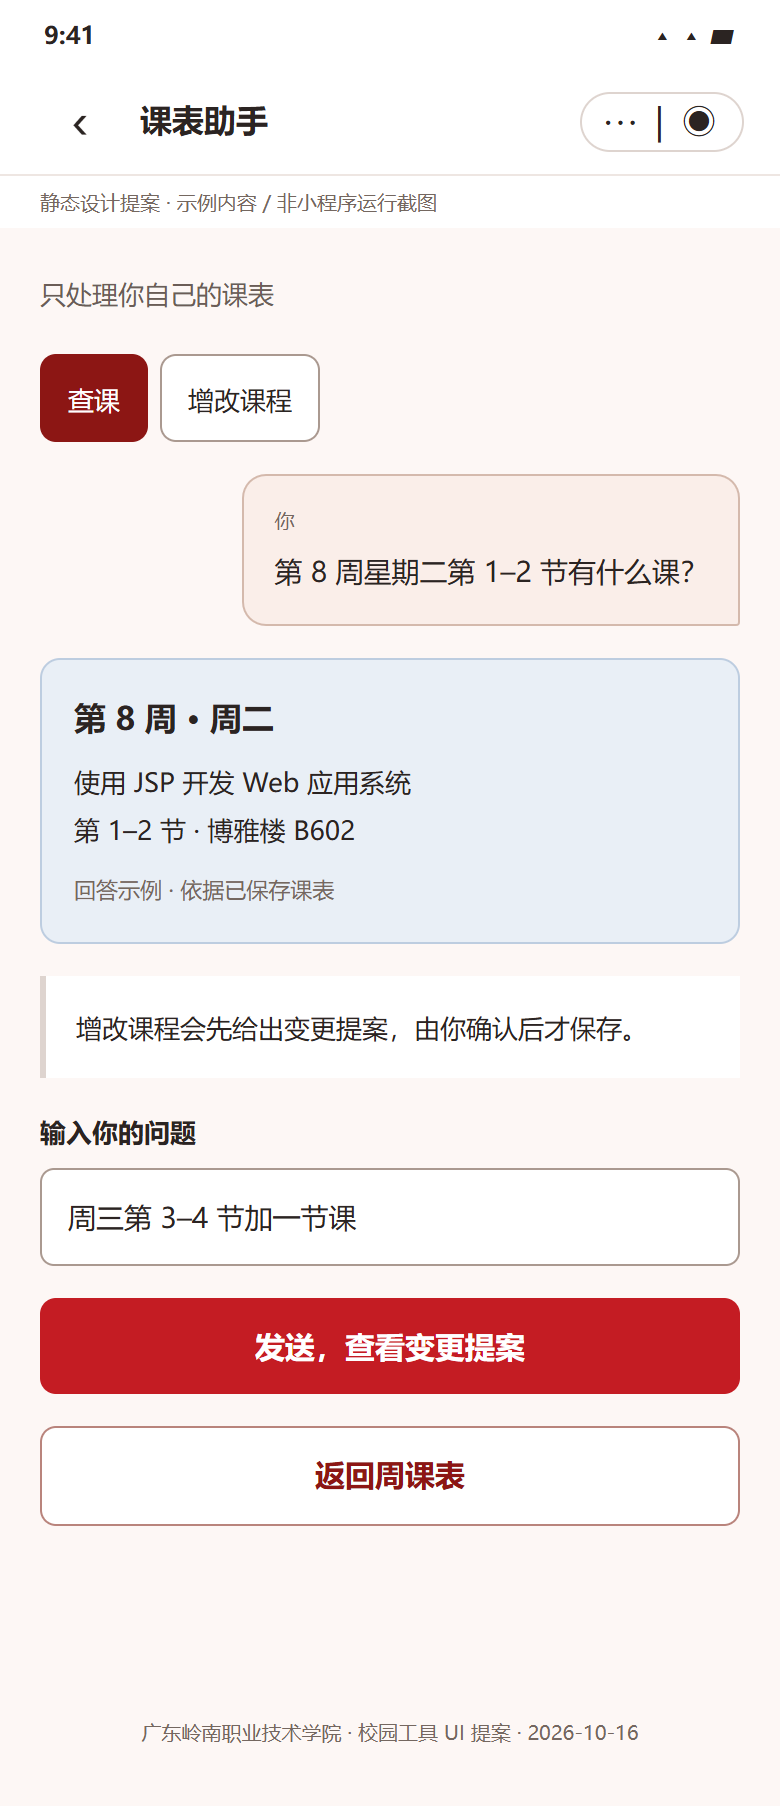 9:41
课表助手
静态设计提案 · 示例内容 / 非小程序运行截图
只处理你自己的课表
查课
增改课程
你
第 8 周星期二第 1–2 节有什么课？
第 8 周 · 周二
使用 JSP 开发 Web 应用系统
第 1–2 节 · 博雅楼 B602
回答示例 · 依据已保存课表
增改课程会先给出变更提案，由你确认后才保存。
输入你的问题
周三第 3–4 节加一节课
发送，查看变更提案
返回周课表
广东岭南职业技术学院 · 校园工具 UI 提案 · 2026-10-16